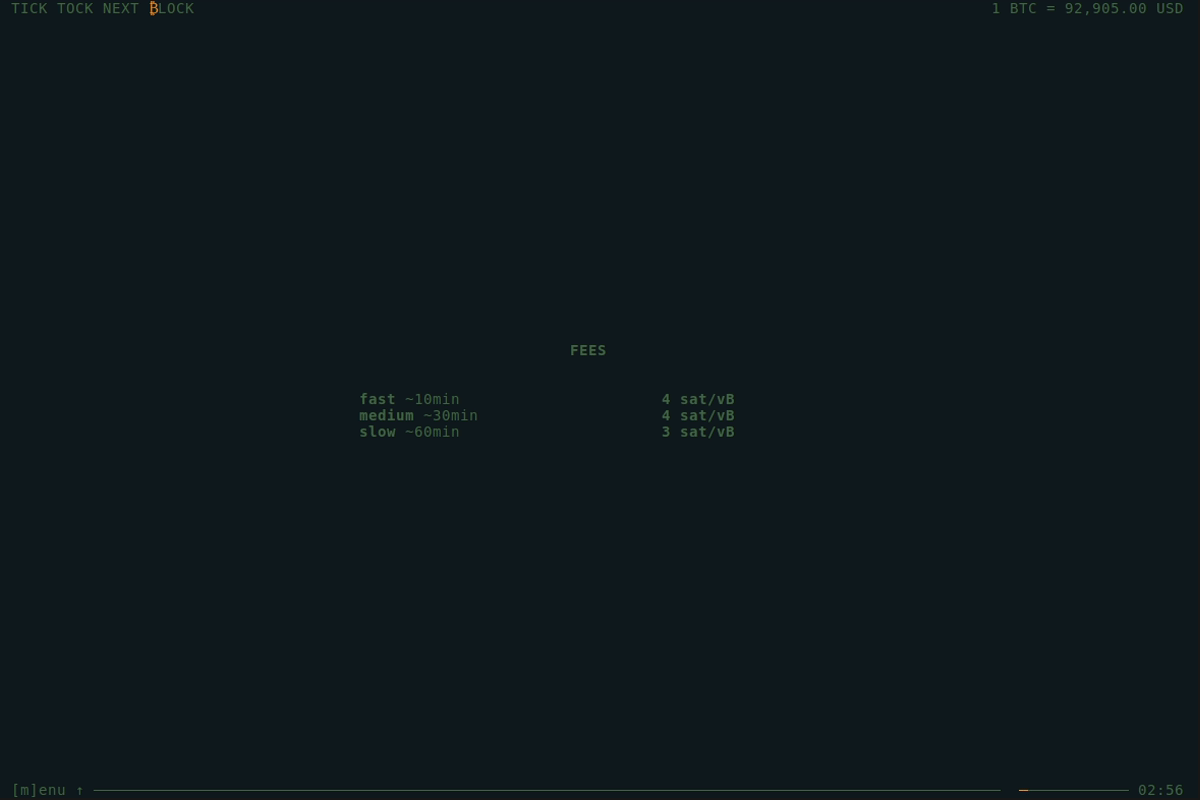 TICK TOCK NEXT ₿LOCK
1 BTC = 92,905.00 USD
FEES
fast ~10min 4 sat/vB
medium ~30min 4 sat/vB
slow ~60min 3 sat/vB
[m]enu ↑ 02:56